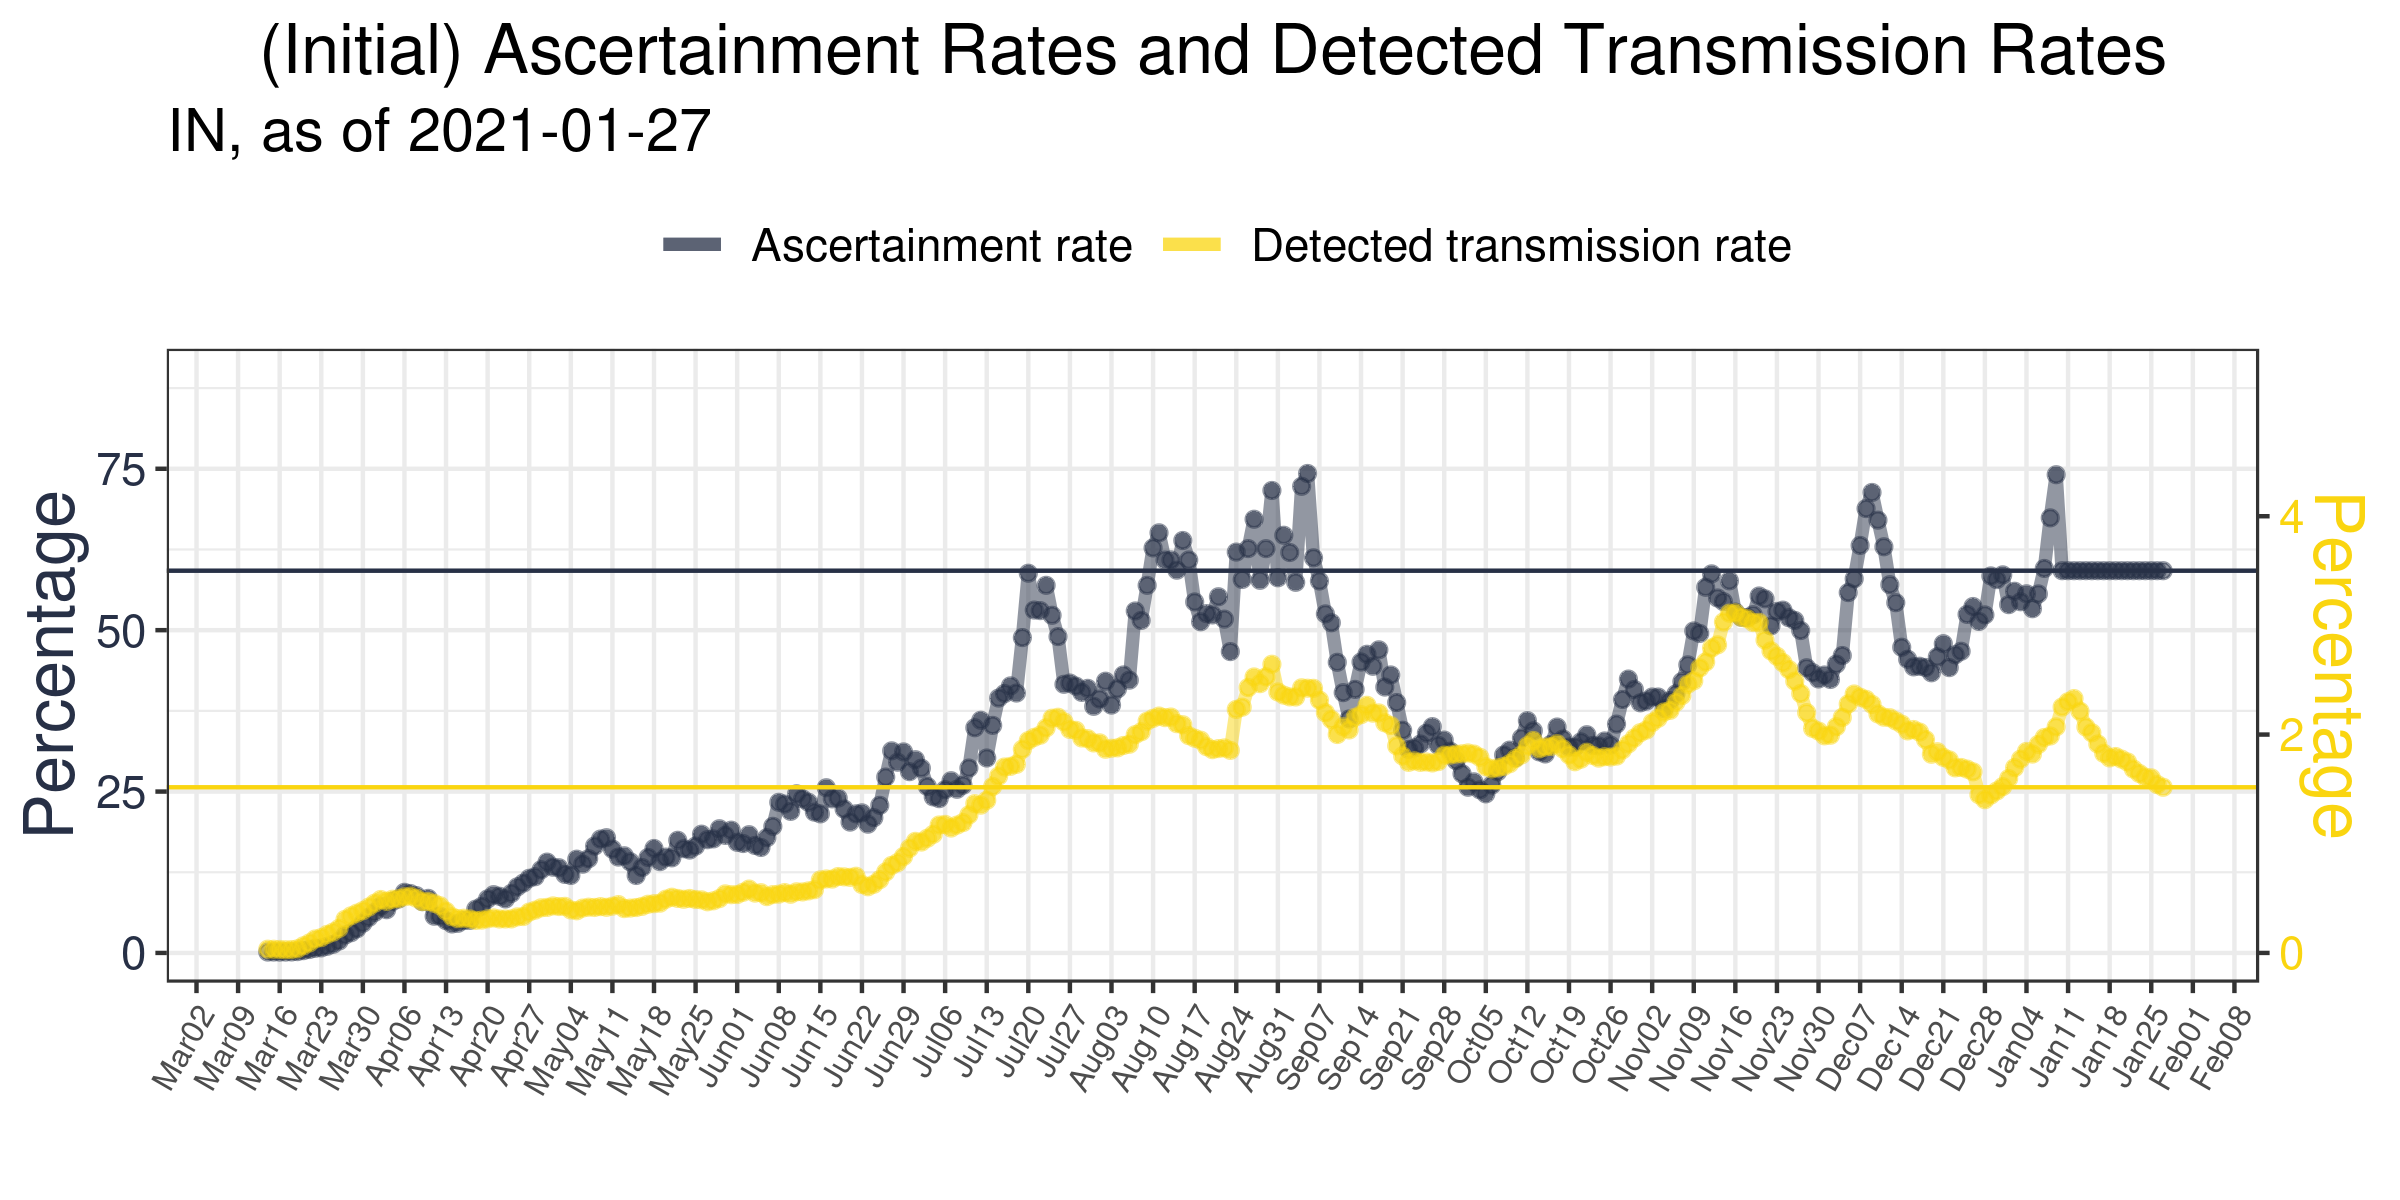 (Initial) Ascertainment Rates and Detected Transmission Rates
IN, as of 2021-01-27
Ascertainment rate Detected transmission rate
Percentage
75
50
25
0
4
2
0
Percentage
Mar02 Mar09 Mar16 Mar23 Mar30 Apr06 Apr13 Apr20 Apr27 May04 May11 May18 May25 Jun01 Jun08 Jun15 Jun22 Jun29 Jul06 Jul13 Jul20 Jul27 Aug03 Aug10 Aug17 Aug24 Aug31 Sep07 Sep14 Sep21 Sep28 Oct05 Oct12 Oct19 Oct26 Nov02 Nov09 Nov16 Nov23 Nov30 Dec07 Dec14 Dec21 Dec28 Jan04 Jan11 Jan18 Jan25 Feb01 Feb08